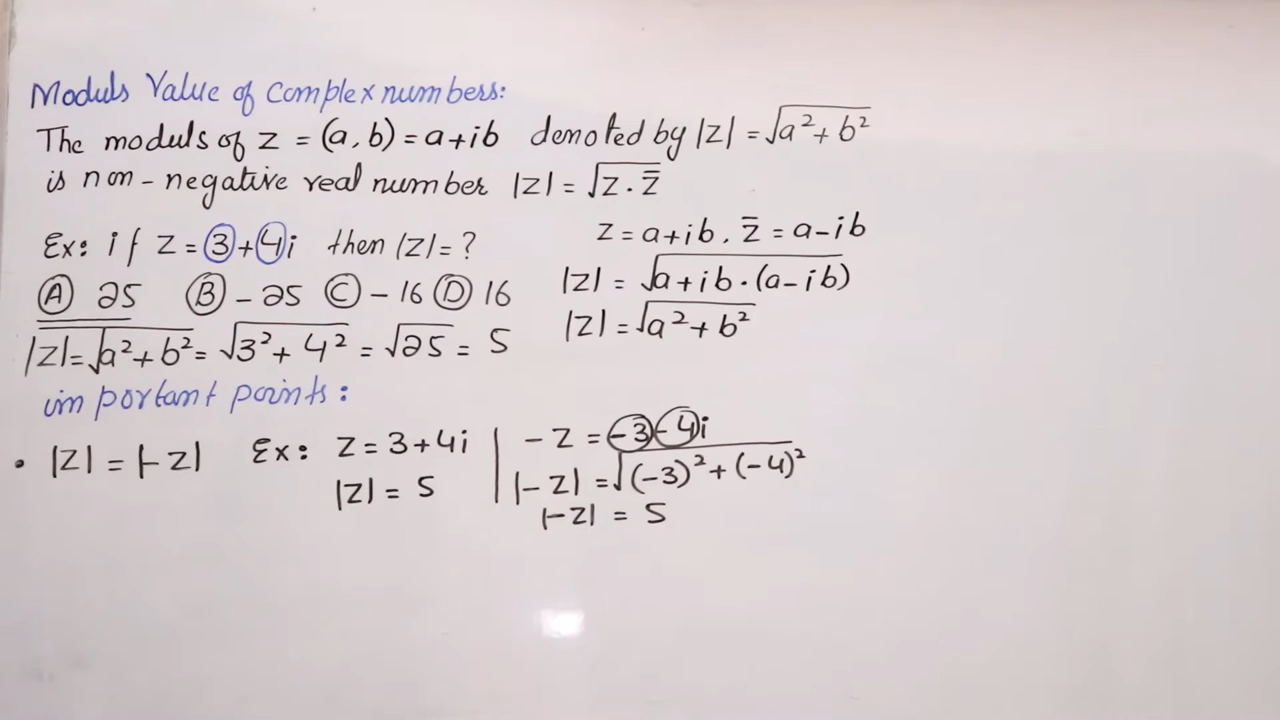 Moduls Value of complex numbers:
The moduls of z = (a, b) = a+ib denoted by |z| = √a²+b²
is non-negative real number |z| = √z·z̄
Ex: if z = 3+4i then |z| = ?
z = a+ib, z̄ = a-ib
Ⓐ 25 Ⓑ -25 Ⓒ -16 Ⓓ 16
|z| = √a+ib·(a-ib)
|z| = √a²+b² = √3²+4² = √25 = 5
|z| = √a²+b²
important points:
• |z| = |-z| Ex: z = 3+4i
|z| = 5
-z = -3-4i
|-z| = √(-3)²+(-4)²
|-z| = 5